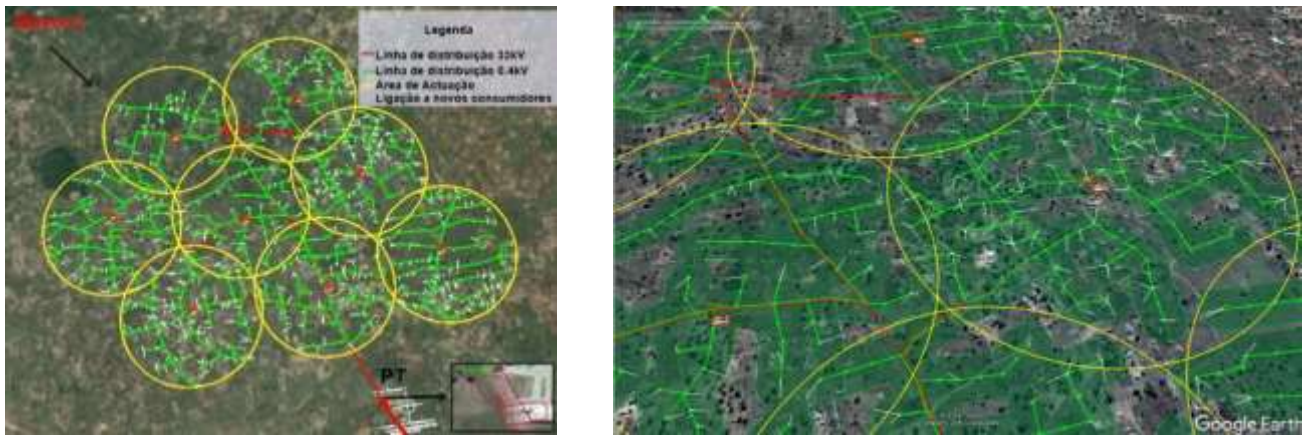 Legenda
Linha de distribuição 33kV
Linha de distribuição 0.4kV
Área de Actuação
Ligação a novos consumidores
PT
Google Earth